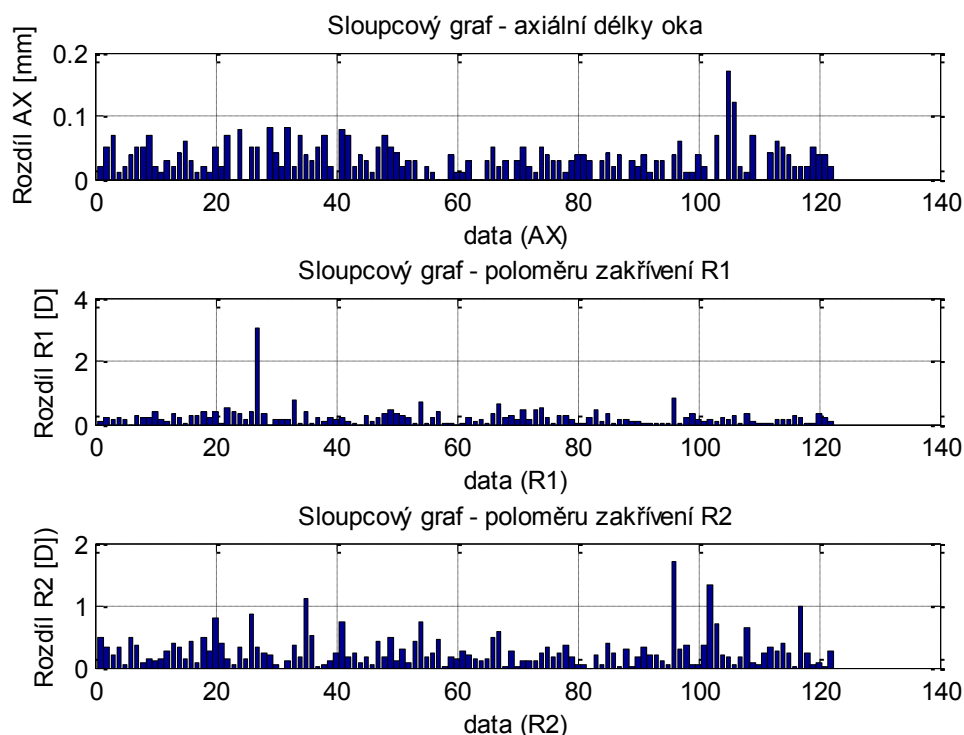 Sloupcový graf - axiální délky oka
Rozdíl AX [mm]
0.2
0.1
0
0 20 40 60 80 100 120 140
data (AX)
Sloupcový graf - poloměru zakřívení R1
Rozdíl R1 [D]
4
2
0
0 20 40 60 80 100 120 140
data (R1)
Sloupcový graf - poloměru zakřívení R2
Rozdíl R2 [D])
2
1
0
0 20 40 60 80 100 120 140
data (R2)